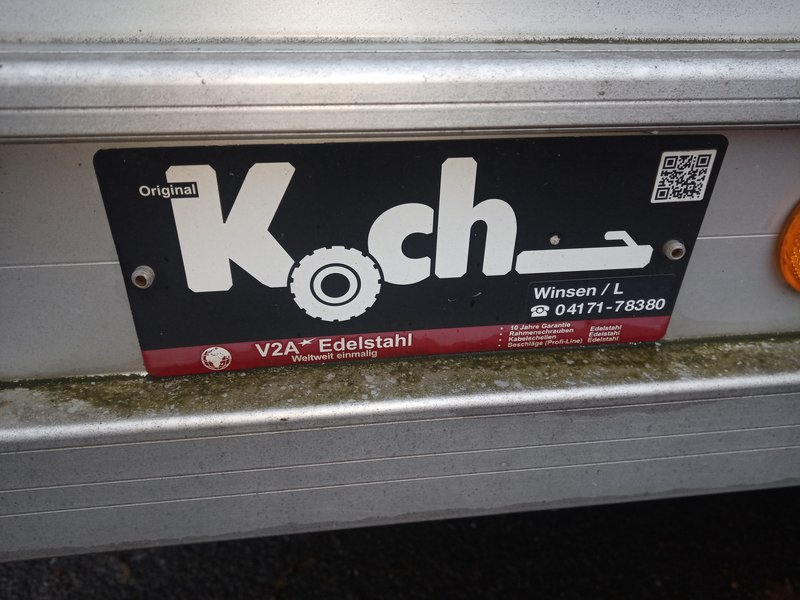 Original
Koch
Winsen / L
☎ 04171-78380
V2A Edelstahl
Weltweit einmalig
: 10 Jahre Garantie Edelstahl
: Rahmenschrauben Edelstahl
: Kabelschellen Edelstahl
: Beschläge (Profi-Line) Edelstahl